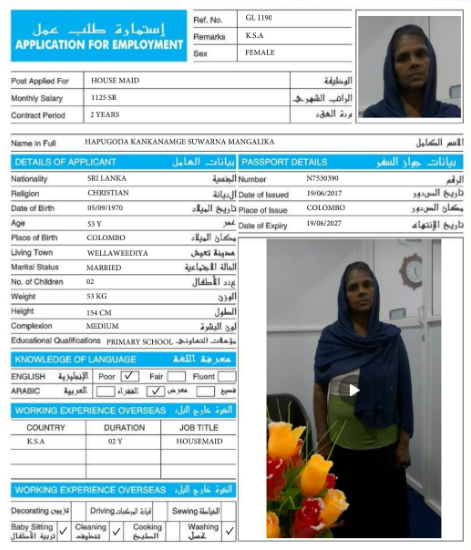 إستمارة طلب عمل
APPLICATION FOR EMPLOYMENT
Ref. No. GL 1190
Remarks K.S.A
Sex FEMALE
Post Applied For HOUSE MAID الوظيفة
Monthly Salary 1125 SR الراتب الشهري
Contract Period 2 YEARS مدة العقد
Name in Full HAPUGODA KANKANAMGE SUWARNA MANGALIKA الاسم الكامل
DETAILS OF APPLICANT بيانات العامل PASSPORT DETAILS بيانات جواز السفر
Nationality SRI LANKA الجنسية Number N7530390 الرقم
Religion CHRISTIAN الديانة Date of Issued 19/06/2017 تاريخ الصدور
Date of Birth 05/09/1970 تاريخ الميلاد Place of Issue COLOMBO مكان الصدور
Age 53 Y عمر Date of Expiry 19/06/2027 تاريخ الإنتهاء
Place of Birth COLOMBO مكان الميلاد
Living Town WELLAWEEDIYA مدينة تعيش
Marital Status MARRIED الحالة الاجتماعية
No. of Children 02 عدد الأطفال
Weight 53 KG الوزن
Height 154 CM الطول
Complexion MEDIUM لون البشرة
Educational Qualifications PRIMARY SCHOOL مؤهلات
KNOWLEDGE OF LANGUAGE معرفة اللغة
ENGLISH الإنطيزية Poor ✓ Fair Fluent
ARABIC العربية ✓ فصيح
WORKING EXPERIENCE OVERSEAS الخبرة خارج البلد
COUNTRY DURATION JOB TITLE
K.S.A 02 Y HOUSEMAID
WORKING EXPERIENCE OVERSEAS الخبرة خارج البلد
Decorating Driving Sewing الخياطة
Baby Sitting تربية الأطفال ✓ Cleaning تنظيف ✓ Cooking الطبخ Washing غسل ✓